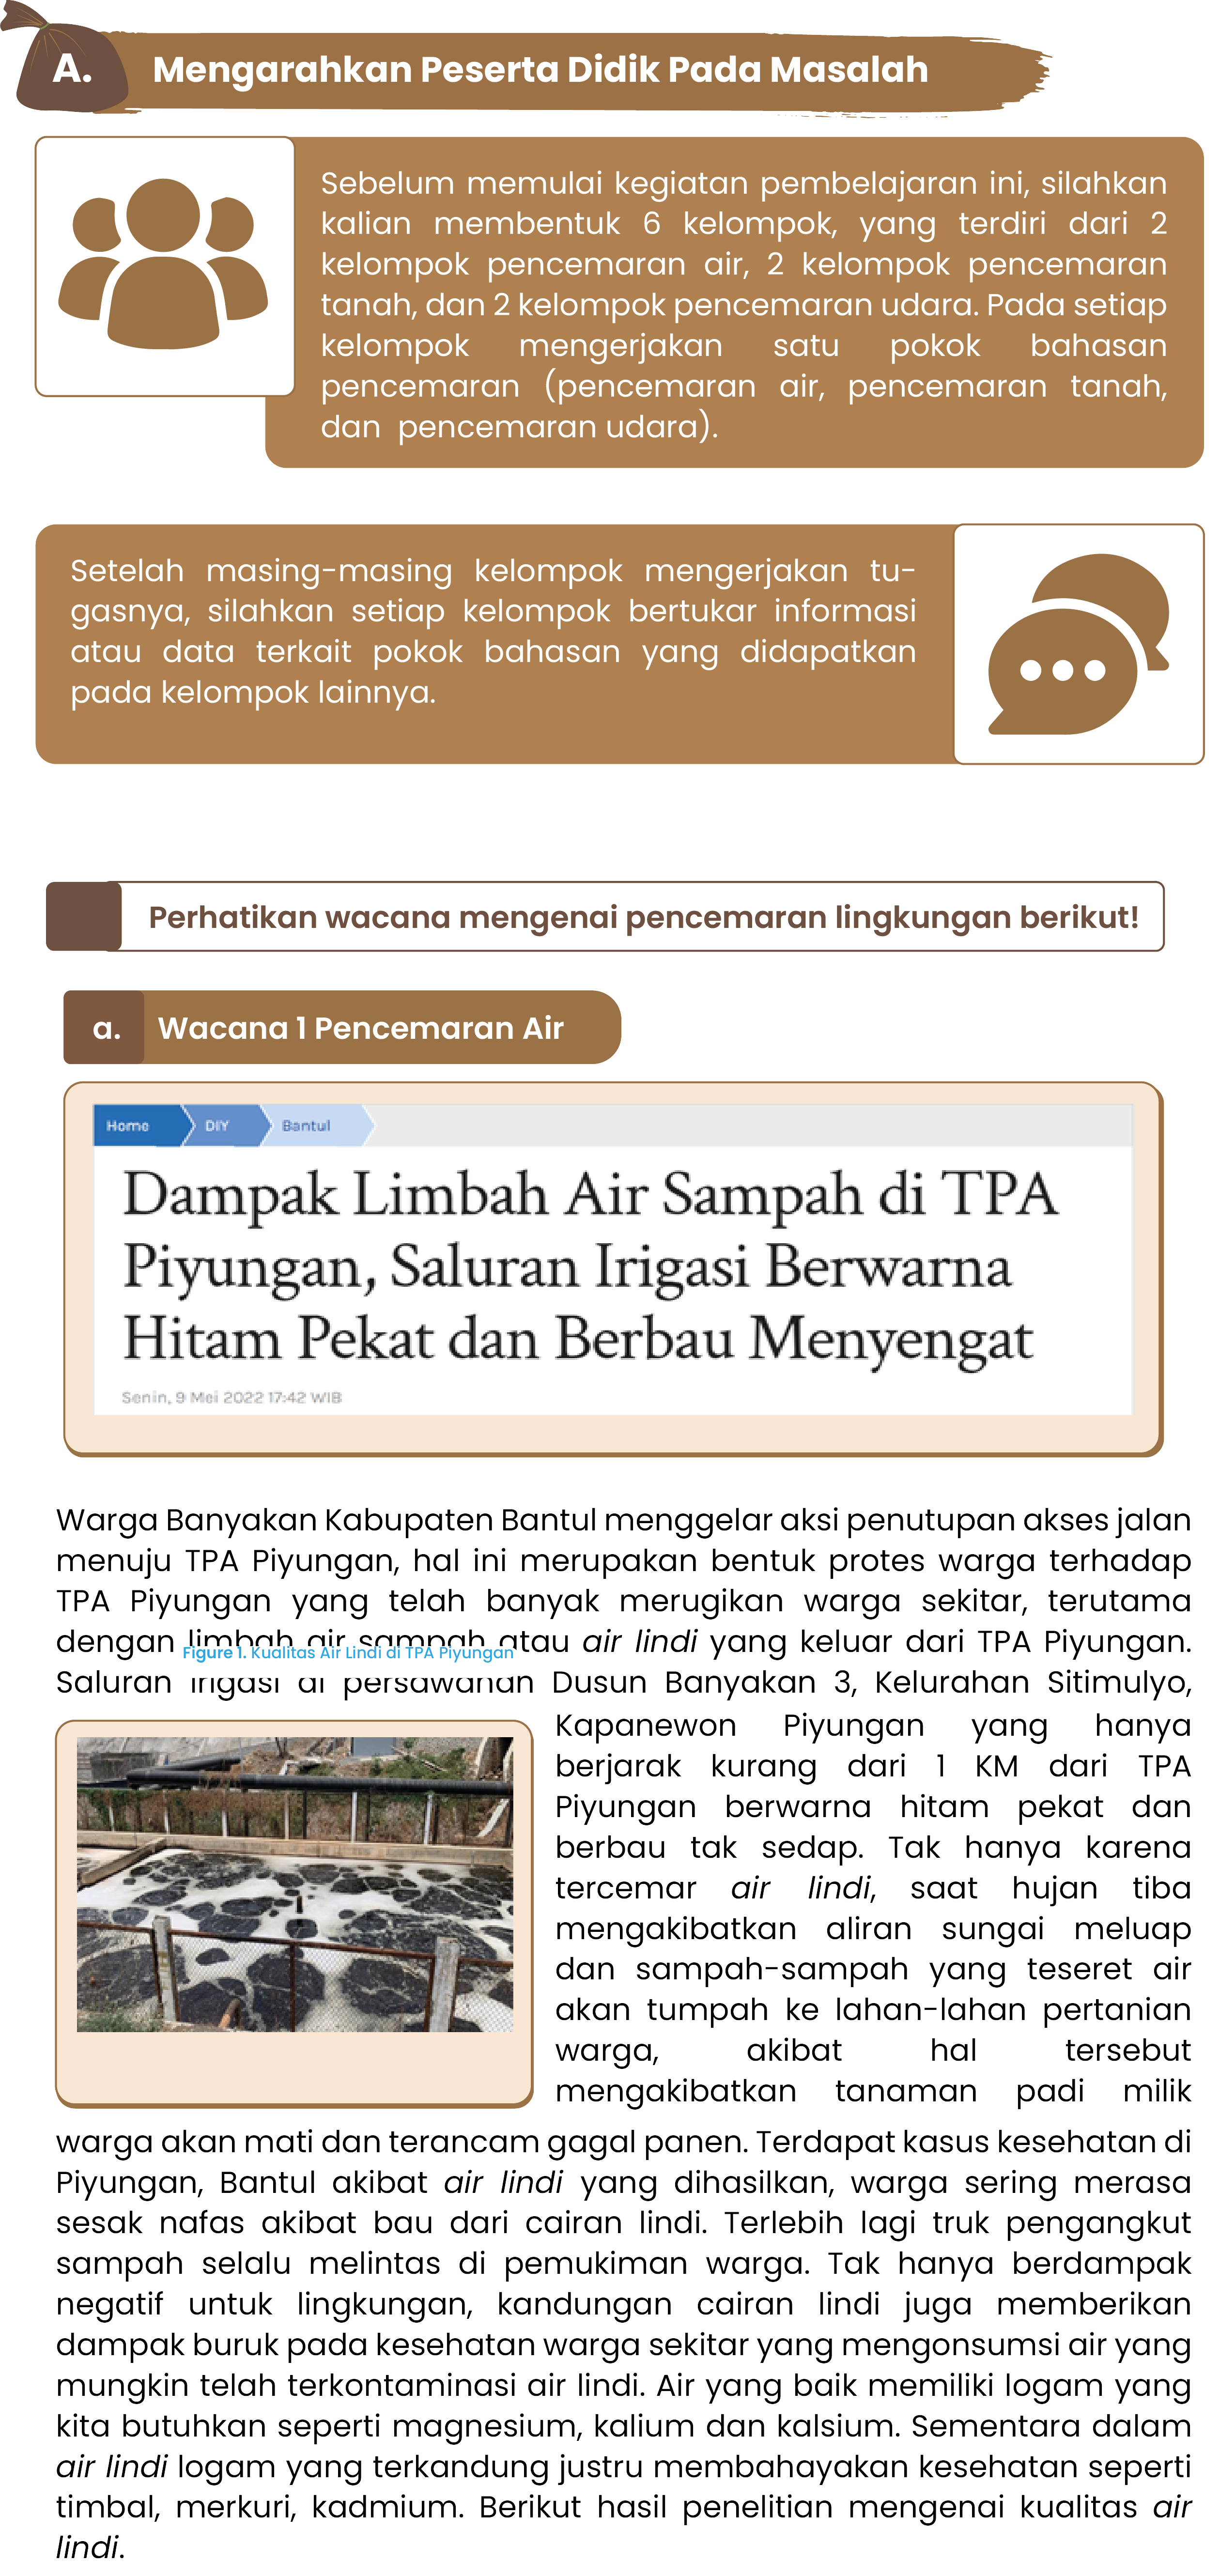 A.
Mengarahkan Peserta Didik Pada Masalah
Sebelum memulai kegiatan pembelajaran ini, silahkan
kalian membentuk 6 kelompok, yang terdiri dari 2
kelompok pencemaran air, 2 kelompok pencemaran
tanah, dan 2 kelompok pencemaran udara. Pada setiap
kelompok mengerjakan satu pokok bahasan
pencemaran (pencemaran air, pencemaran tanah,
dan pencemaran udara).
Setelah masing-masing kelompok mengerjakan tu-
gasnya, silahkan setiap kelompok bertukar informasi
atau data terkait pokok bahasan yang didapatkan
pada kelompok lainnya.
Perhatikan wacana mengenai pencemaran lingkungan berikut!
a. Wacana 1 Pencemaran Air
Home DIY Bantul
Dampak Limbah Air Sampah di TPA
Piyungan, Saluran Irigasi Berwarna
Hitam Pekat dan Berbau Menyengat
Senin, 9 Mei 2022 17:42 WIB
Warga Banyakan Kabupaten Bantul menggelar aksi penutupan akses jalan
menuju TPA Piyungan, hal ini merupakan bentuk protes warga terhadap
TPA Piyungan yang telah banyak merugikan warga sekitar, terutama
dengan limbah air sampah atau air lindi yang keluar dari TPA Piyungan.
Figure 1. Kualitas Air Lindi di TPA Piyungan
Saluran irigasi di persawahan Dusun Banyakan 3, Kelurahan Sitimulyo,
Kapanewon Piyungan yang hanya
berjarak kurang dari 1 KM dari TPA
Piyungan berwarna hitam pekat dan
berbau tak sedap. Tak hanya karena
tercemar air lindi, saat hujan tiba
mengakibatkan aliran sungai meluap
dan sampah-sampah yang teseret air
akan tumpah ke lahan-lahan pertanian
warga, akibat hal tersebut
mengakibatkan tanaman padi milik
warga akan mati dan terancam gagal panen. Terdapat kasus kesehatan di
Piyungan, Bantul akibat air lindi yang dihasilkan, warga sering merasa
sesak nafas akibat bau dari cairan lindi. Terlebih lagi truk pengangkut
sampah selalu melintas di pemukiman warga. Tak hanya berdampak
negatif untuk lingkungan, kandungan cairan lindi juga memberikan
dampak buruk pada kesehatan warga sekitar yang mengonsumsi air yang
mungkin telah terkontaminasi air lindi. Air yang baik memiliki logam yang
kita butuhkan seperti magnesium, kalium dan kalsium. Sementara dalam
air lindi logam yang terkandung justru membahayakan kesehatan seperti
timbal, merkuri, kadmium. Berikut hasil penelitian mengenai kualitas air
lindi.